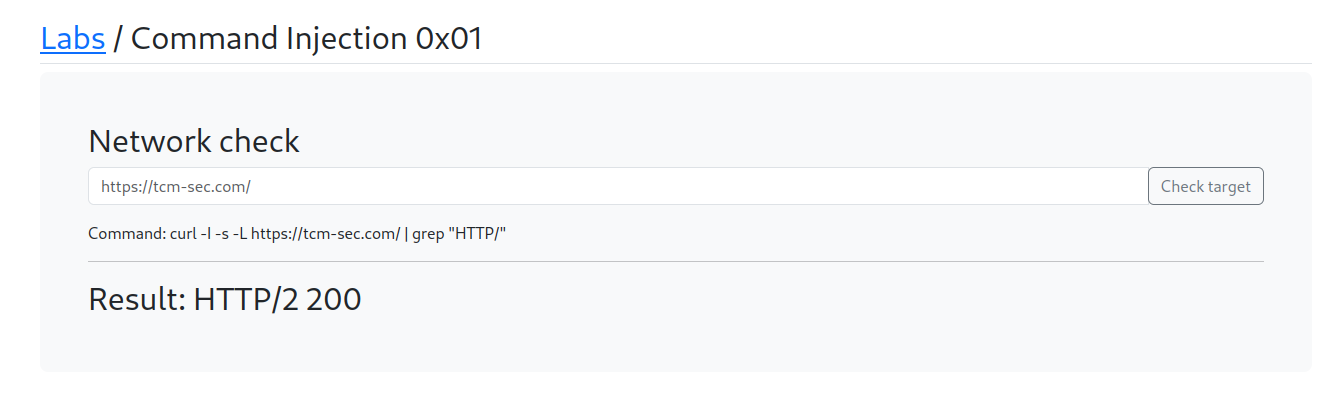 Labs / Command Injection 0x01
Network check
https://tcm-sec.com/
Check target
Command: curl -I -s -L https://tcm-sec.com/ | grep "HTTP/"
Result: HTTP/2 200